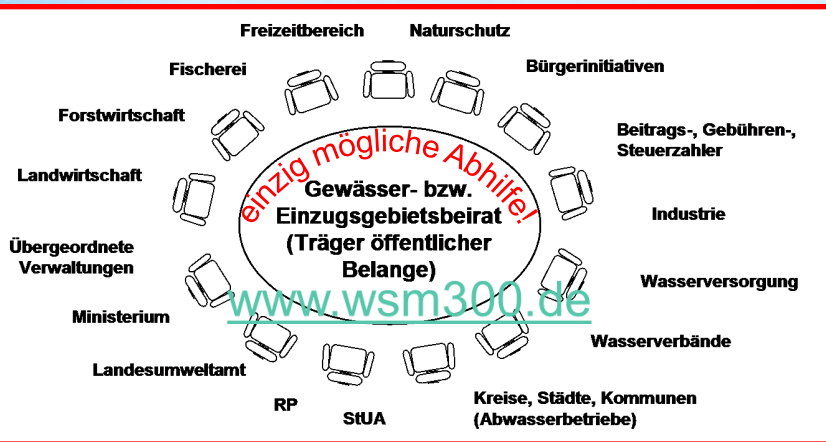 Freizeitbereich
Naturschutz
Fischerei
Bürgerinitiativen
Forstwirtschaft
Beitrags-, Gebühren-,
Steuerzahler
Landwirtschaft
einzig mögliche Abhilfe!
Gewässer- bzw.
Einzugsgebietsbeirat
(Träger öffentlicher
Belange)
Industrie
Übergeordnete
Verwaltungen
Wasserversorgung
www.wsm300.de
Ministerium
Wasserverbände
Landesumweltamt
RP
StUA
Kreise, Städte, Kommunen
(Abwasserbetriebe)